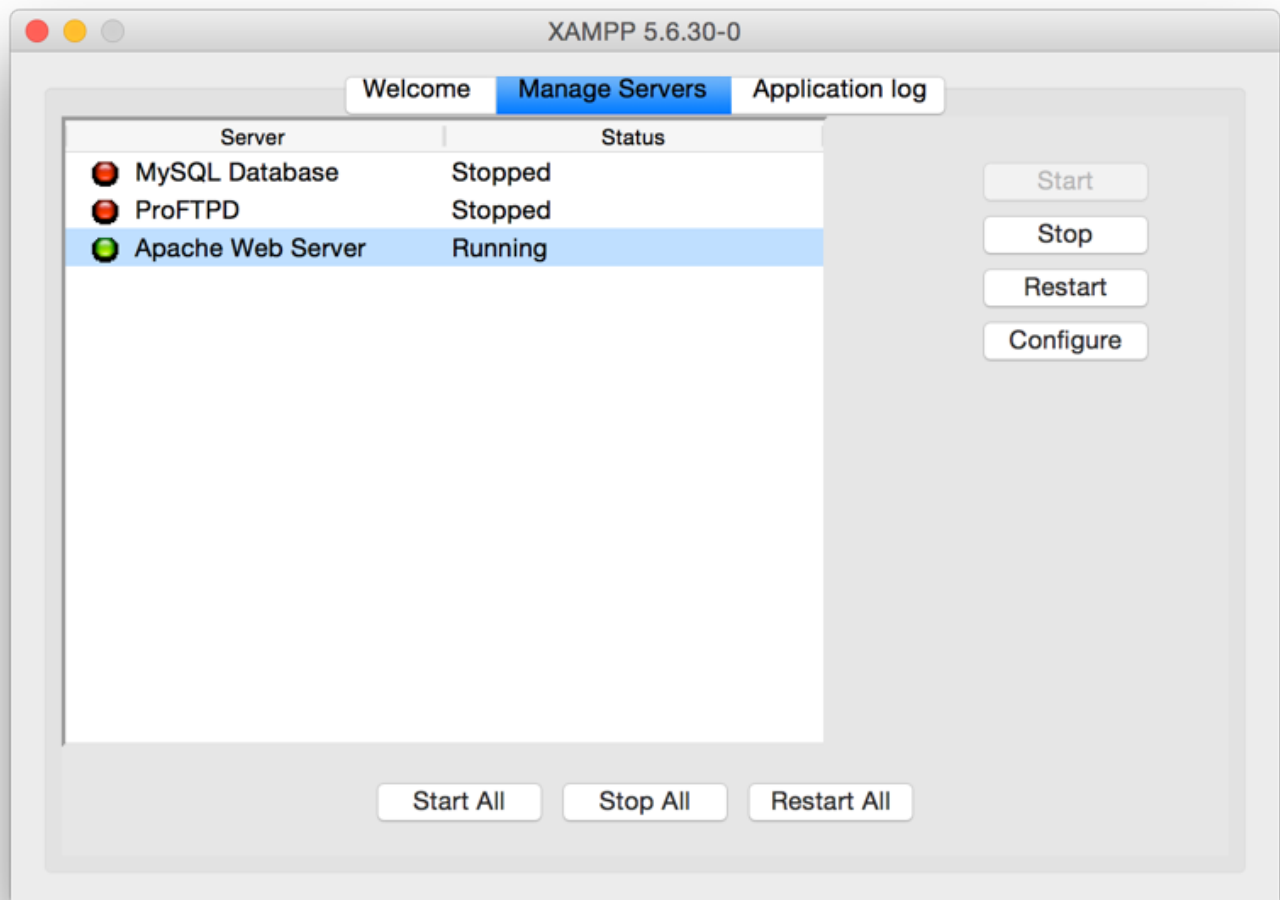 XAMPP 5.6.30-0
Welcome Manage Servers Application log
Server Status
MySQL Database Stopped
ProFTPD Stopped
Apache Web Server Running
Start
Stop
Restart
Configure
Start All Stop All Restart All